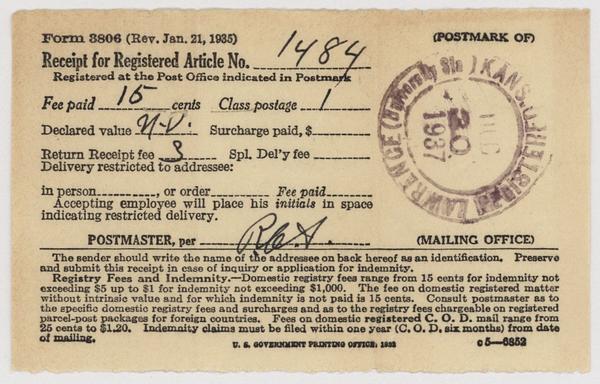 Form 3806 (Rev. Jan. 21, 1935)
(POSTMARK OF)
Receipt for Registered Article No. 1484
Registered at the Post Office indicated in Postmark
Fee paid 15 cents Class postage 1
Declared value N.V. Surcharge paid, $
Return Receipt fee 3 Spl. Del'y fee
Delivery restricted to addressee:
in person, or order Fee paid
Accepting employee will place his initials in space
indicating restricted delivery.
LAWRENCE KANS. REGISTERED
20
1937
POSTMASTER, per
(MAILING OFFICE)
The sender should write the name of the addressee on back hereof as an identification. Preserve
and submit this receipt in case of inquiry or application for indemnity.
Registry Fees and Indemnity.—Domestic registry fees range from 15 cents for indemnity not
exceeding $5 up to $1 for indemnity not exceeding $1,000. The fee on domestic registered matter
without intrinsic value and for which indemnity is not paid is 15 cents. Consult postmaster as to
the specific domestic registry fees and surcharges and as to the registry fees chargeable on registered
parcel-post packages for foreign countries. Fees on domestic registered C. O. D. mail range from
25 cents to $1.20. Indemnity claims must be filed within one year (C. O. D. six months) from date
of mailing.
U. S. GOVERNMENT PRINTING OFFICE: 1932
c5—6852